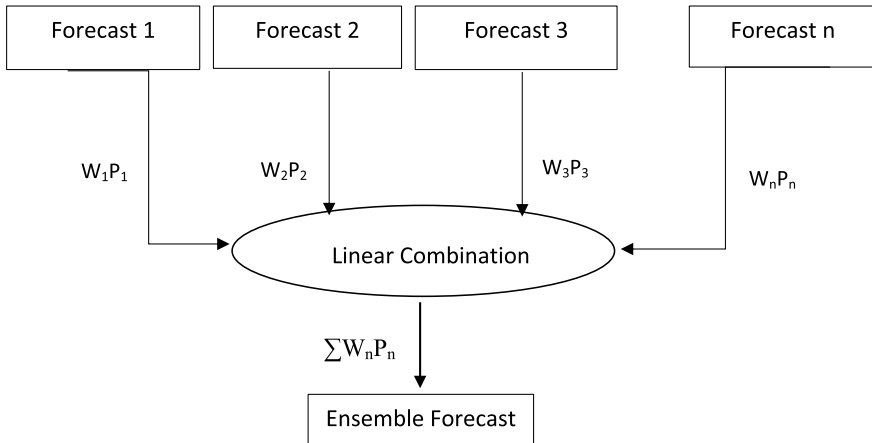 Forecast 1
Forecast 2
Forecast 3
Forecast n
W₁P₁
W₂P₂
W₃P₃
WₙPₙ
Linear Combination
∑WₙPₙ
Ensemble Forecast